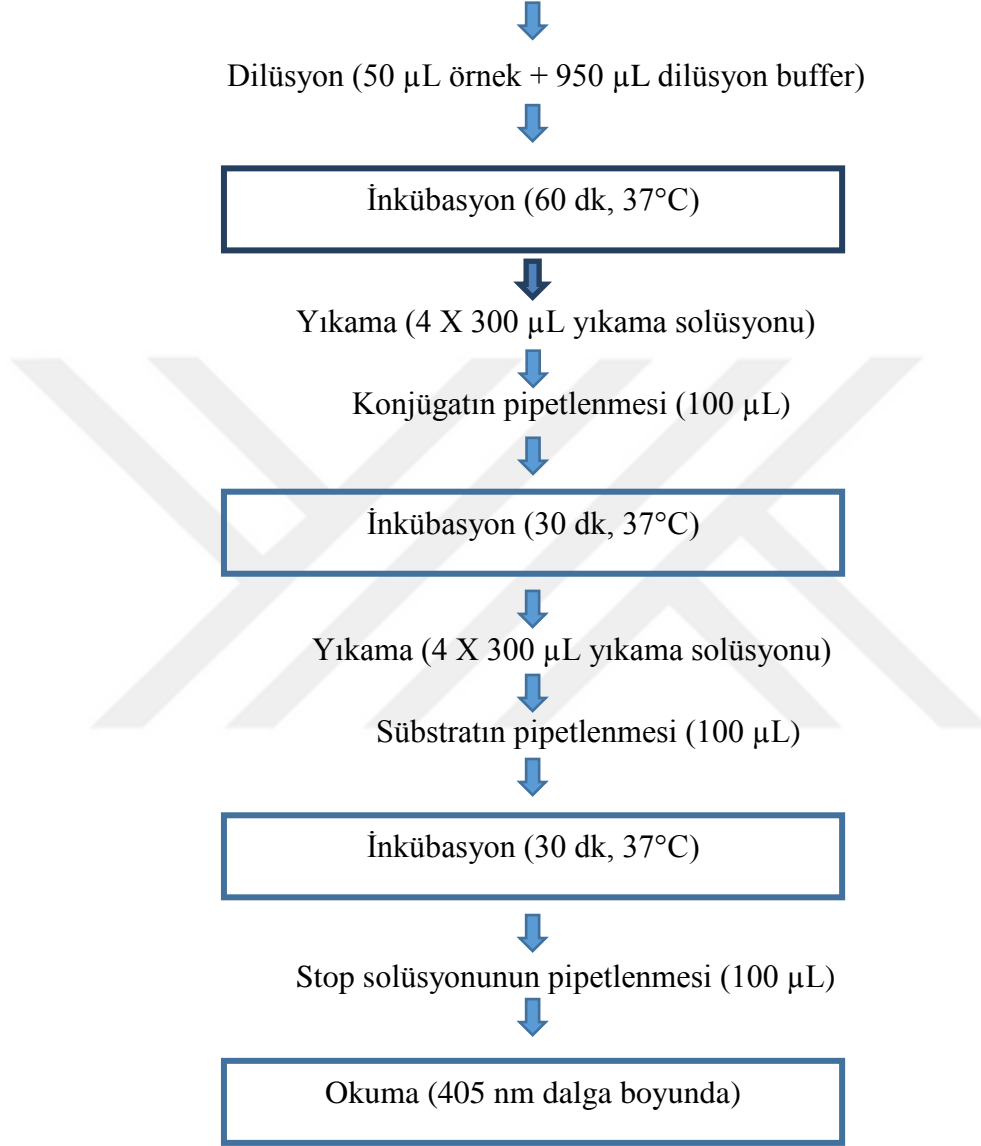 Dilüsyon (50 µL örnek + 950 µL dilüsyon buffer)
İnkübasyon (60 dk, 37°C)
Yıkama (4 X 300 µL yıkama solüsyonu)
Konjügatın pipetlenmesi (100 µL)
İnkübasyon (30 dk, 37°C)
Yıkama (4 X 300 µL yıkama solüsyonu)
Sübstratın pipetlenmesi (100 µL)
İnkübasyon (30 dk, 37°C)
Stop solüsyonunun pipetlenmesi (100 µL)
Okuma (405 nm dalga boyunda)